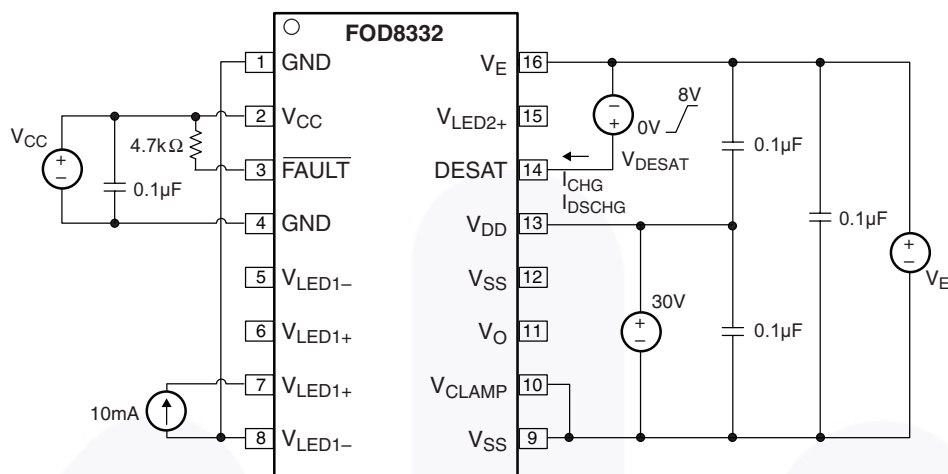 FOD8332
1 GND
2 VCC
3 FAULT
4 GND
5 VLED1–
6 VLED1+
7 VLED1+
8 VLED1–
VE 16
VLED2+ 15
DESAT 14
VDD 13
VSS 12
VO 11
VCLAMP 10
VSS 9
VCC
+
–
4.7kΩ
0.1µF
10mA
–
+
8V
0V
VDESAT
ICHG
IDSCHG
0.1µF
0.1µF
0.1µF
+
–
30V
+
–
VE